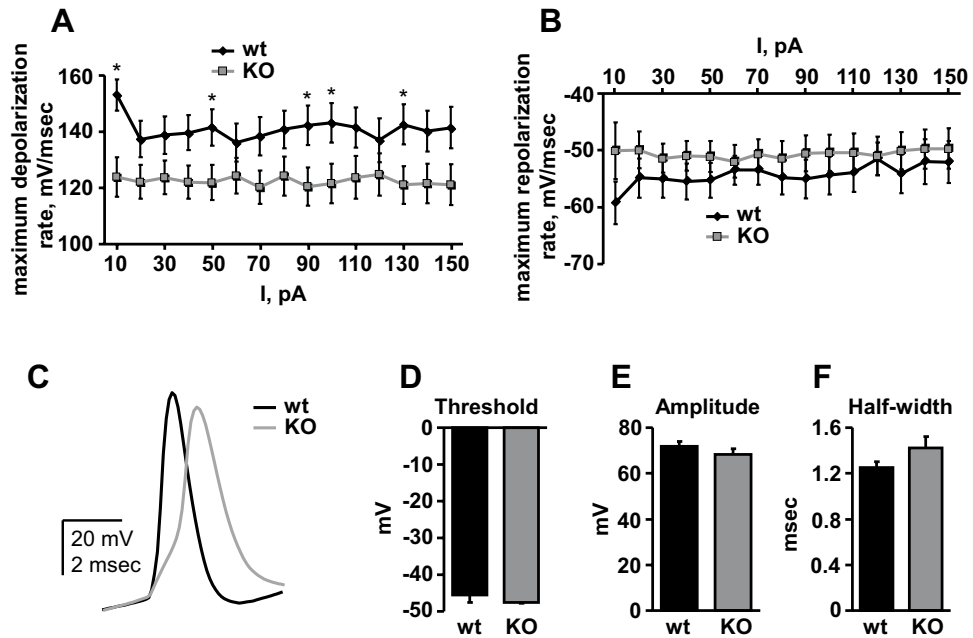 A
wt
KO
maximum depolarization
rate, mV/msec
160
140
120
100
* * * * *
10 30 50 70 90 110 130 150
I, pA
B
I, pA
10 30 50 70 90 110 130 150
maximum repolarization
rate, mV/msec
-40
-50
-60
-70
wt
KO
C
wt
KO
20 mV
2 msec
D
Threshold
mV
0
-10
-20
-30
-40
-50
wt KO
E
Amplitude
mV
80
60
40
20
0
wt KO
F
Half-width
msec
1.6
1.2
0.8
0.4
0
wt KO